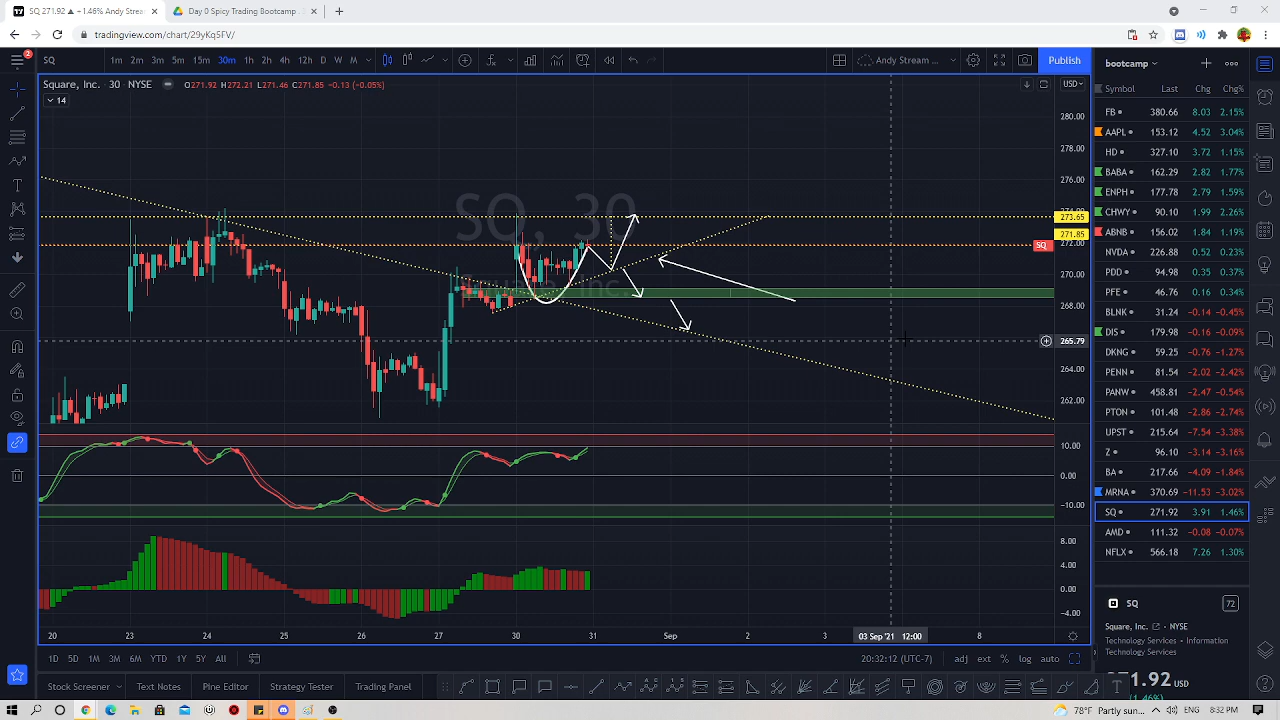 SQ 271.92 ▲ +1.46% Andy Strea
Day 0 Spicy Trading Bootcamp
tradingview.com/chart/29yKq5FV/
2
SQ
1m 2m 3m 5m 15m 30m 1h 2h 4h 12h D W M
Andy Stream ...
Publish
bootcamp
Square, Inc. · 30 · NYSE
O271.92 H272.21 L271.46 C271.85 −0.13 (−0.05%)
14
USD
SQ, 30
Square, Inc.
280.00
278.00
276.00
274.00
273.65
271.85
272.00
SQ
270.00
268.00
265.79
264.00
262.00
10.00
0.00
−10.00
8.00
4.00
0.00
−4.00
20 23 24 25 26 27 30 31 Sep 2 3 03 Sep '21 12:00 8
1D 5D 1M 3M 6M YTD 1Y 5Y All
20:32:12 (UTC-7) adj ext % log auto
Stock Screener Text Notes Pine Editor Strategy Tester Trading Panel
Symbol Last Chg Chg%
FB 380.66 8.03 2.15%
AAPL 153.12 4.52 3.04%
HD 327.10 3.72 1.15%
BABA 162.29 2.82 1.77%
ENPH 177.78 2.79 1.59%
CHWY 90.10 1.99 2.26%
ABNB 156.02 1.84 1.19%
NVDA 226.88 0.52 0.23%
PDD 94.98 0.35 0.37%
PFE 46.76 0.16 0.34%
BLNK 31.24 −0.14 −0.45%
DIS 179.98 −0.16 −0.09%
DKNG 59.25 −0.76 −1.27%
PENN 81.54 −2.02 −2.42%
PANW 458.81 −2.47 −0.54%
PTON 101.48 −2.86 −2.74%
UPST 215.64 −7.54 −3.38%
Z 96.10 −3.14 −3.16%
BA 217.66 −4.09 −1.84%
MRNA 370.69 −11.53 −3.02%
SQ 271.92 3.91 1.46%
AMD 111.32 −0.08 −0.07%
NFLX 566.18 7.26 1.30%
SQ
72
Square, Inc. · NYSE
Technology Services · Information
Technology Services
USD
78°F Partly sun... ENG 8:32 PM